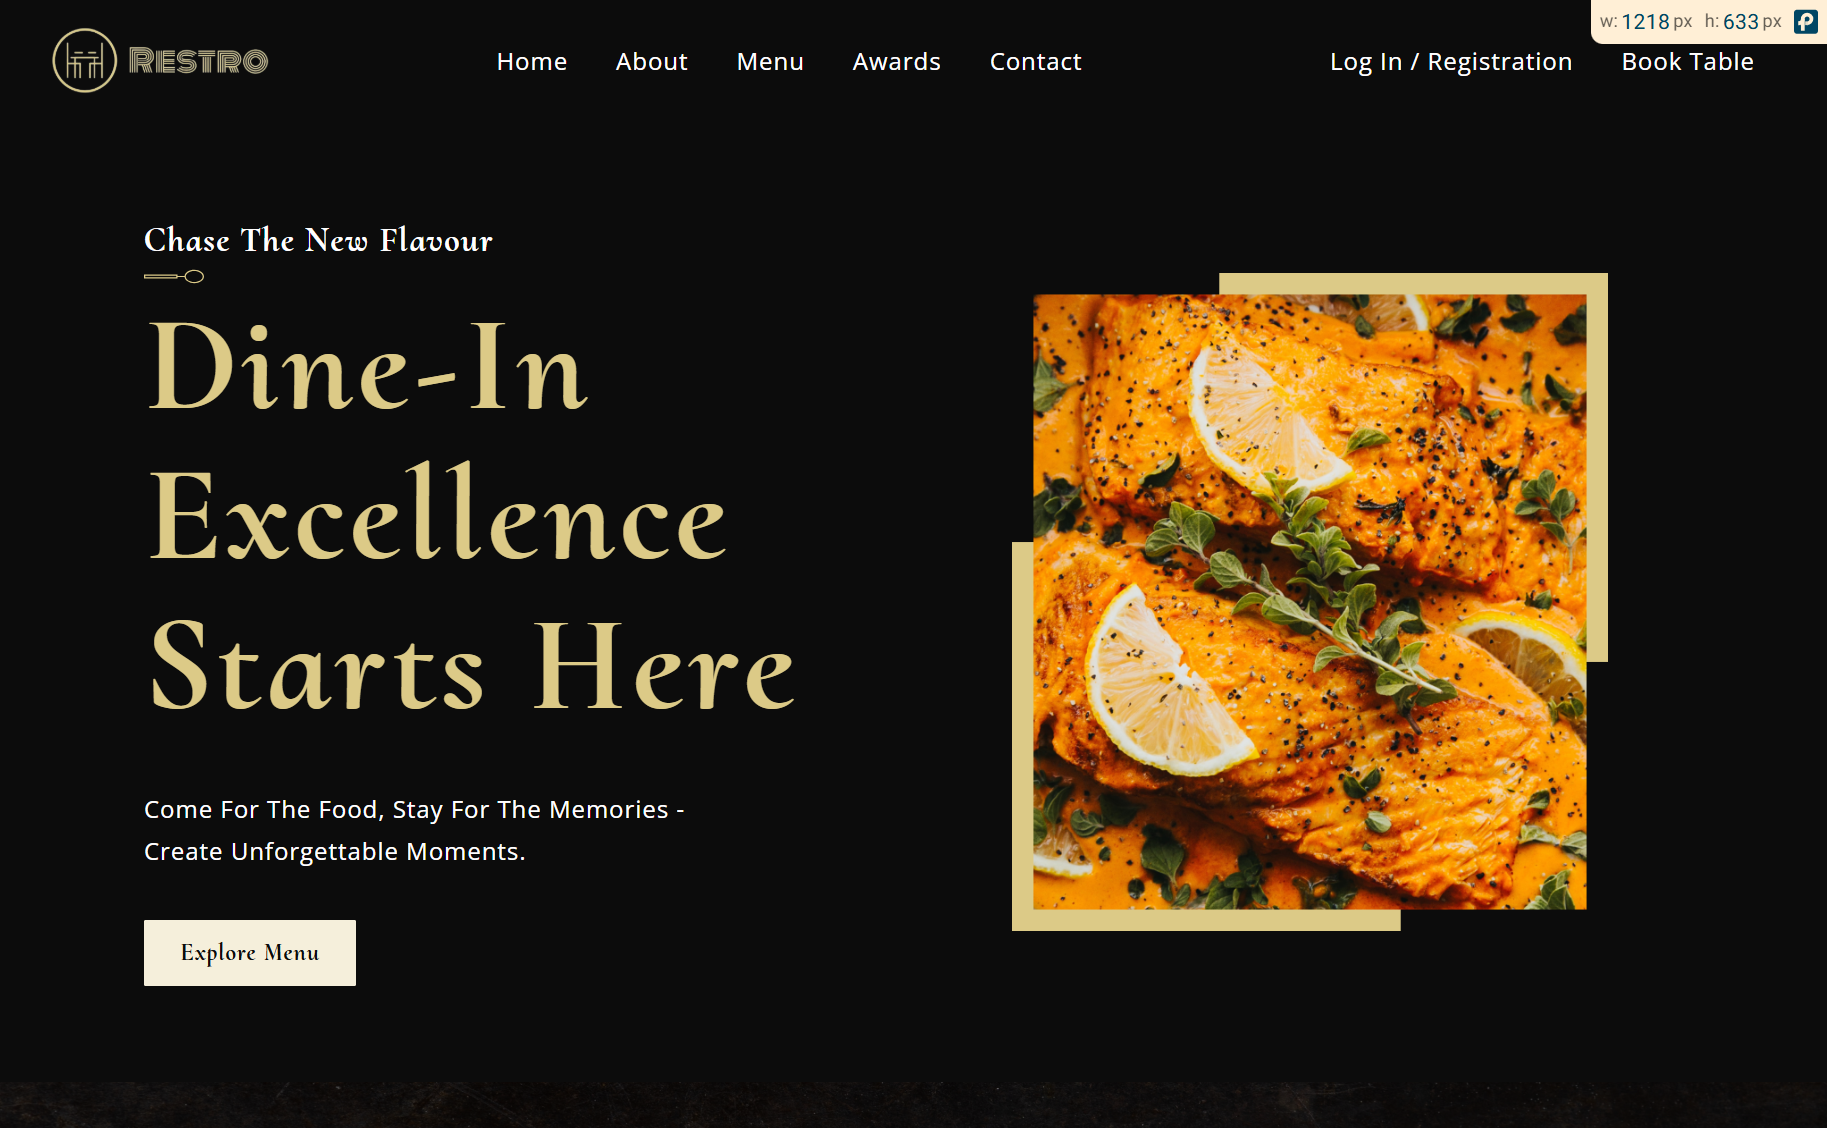 w: 1218 px h: 633 px
RESTRO
Home About Menu Awards Contact Log In / Registration Book Table
Chase The New Flavour
Dine-In
Excellence
Starts Here
Come For The Food, Stay For The Memories -
Create Unforgettable Moments.
Explore Menu